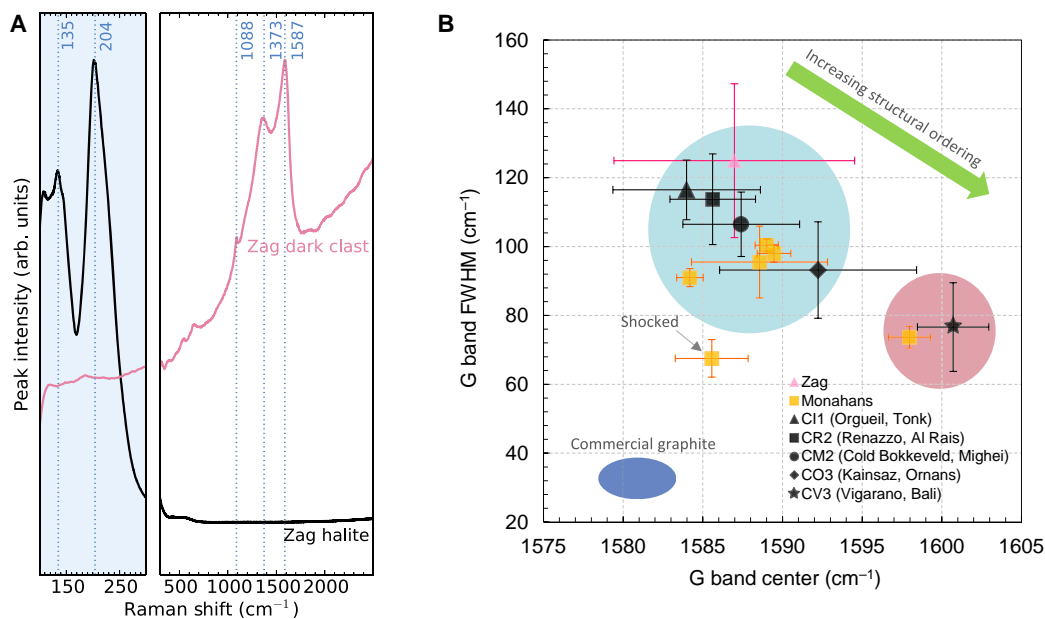 A
135
204
1088
1373
1587
Peak intensity (arb. units)
Zag dark clast
Zag halite
150
250
500
1000
1500
2000
Raman shift (cm−1)
B
160
140
120
100
80
60
40
20
G band FWHM (cm–1)
Increasing structural ordering
Shocked
Commercial graphite
Zag
Monahans
CI1 (Orgueil, Tonk)
CR2 (Renazzo, Al Rais)
CM2 (Cold Bokkeveld, Mighei)
CO3 (Kainsaz, Ornans)
CV3 (Vigarano, Bali)
1575
1580
1585
1590
1595
1600
1605
G band center (cm–1)